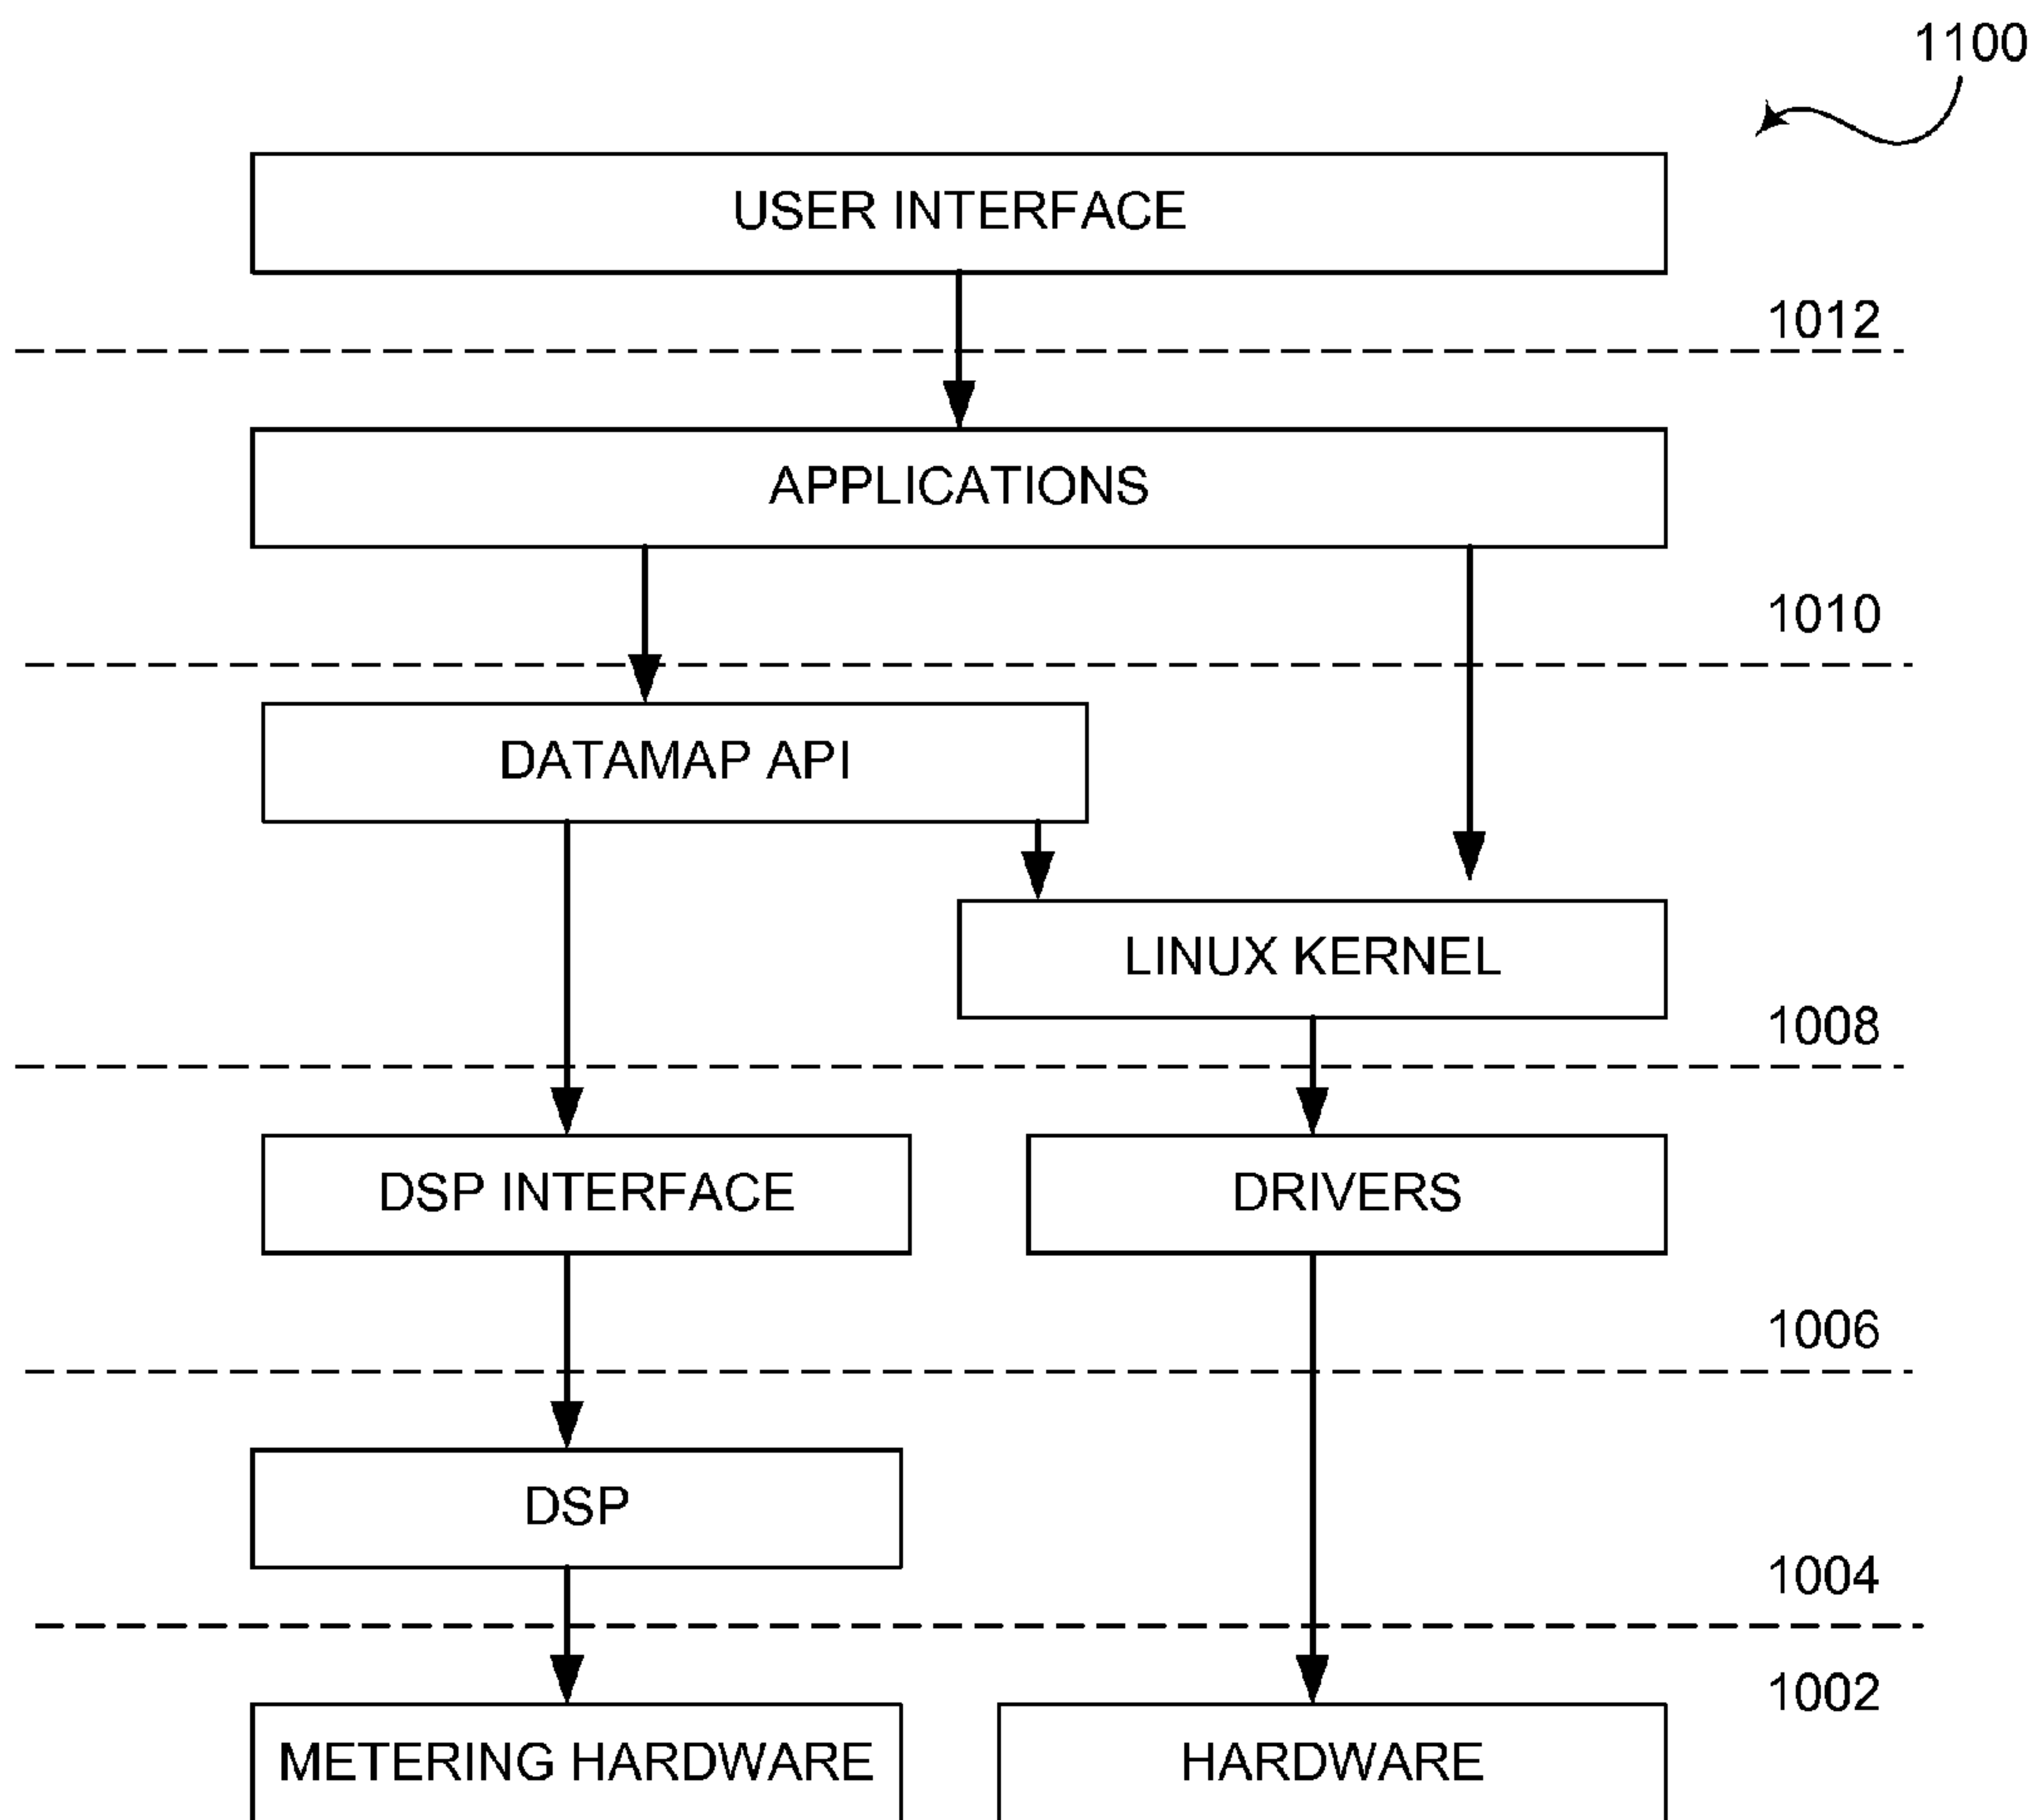 1100
USER INTERFACE
1012
APPLICATIONS
1010
DATAMAP API
LINUX KERNEL
1008
DSP INTERFACE
DRIVERS
1006
DSP
1004
1002
METERING HARDWARE
HARDWARE